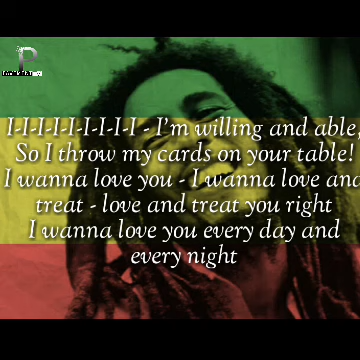 I-I-I-I-I-I-I-I-I - I'm willing and able,
So I throw my cards on your table!
I wanna love you - I wanna love and
treat - love and treat you right
I wanna love you every day and
every night